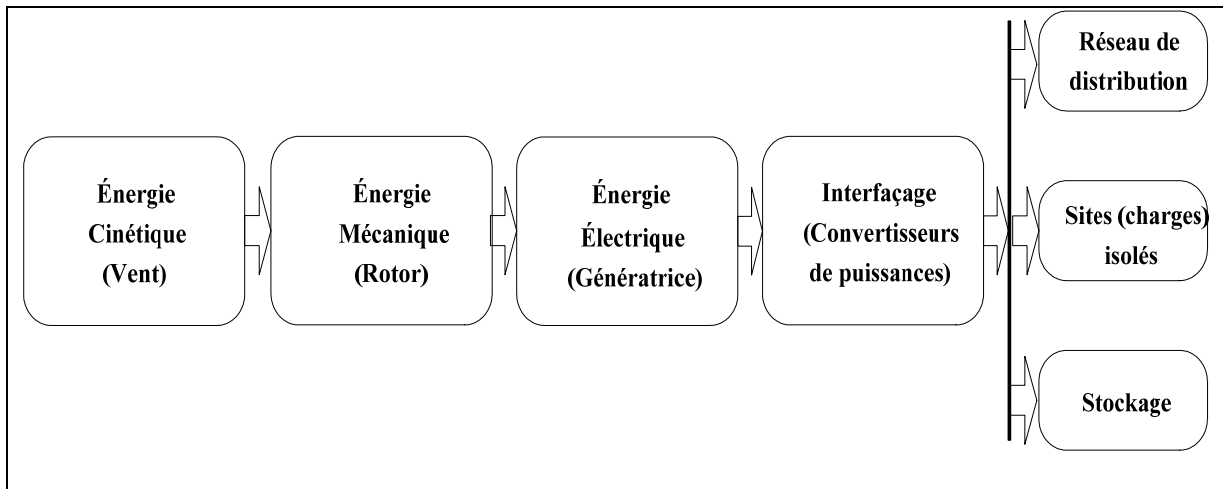 Énergie
Cinétique
(Vent)
Énergie
Mécanique
(Rotor)
Énergie
Électrique
(Génératrice)
Interfaçage
(Convertisseurs
de puissances)
Réseau de
distribution
Sites (charges)
isolés
Stockage